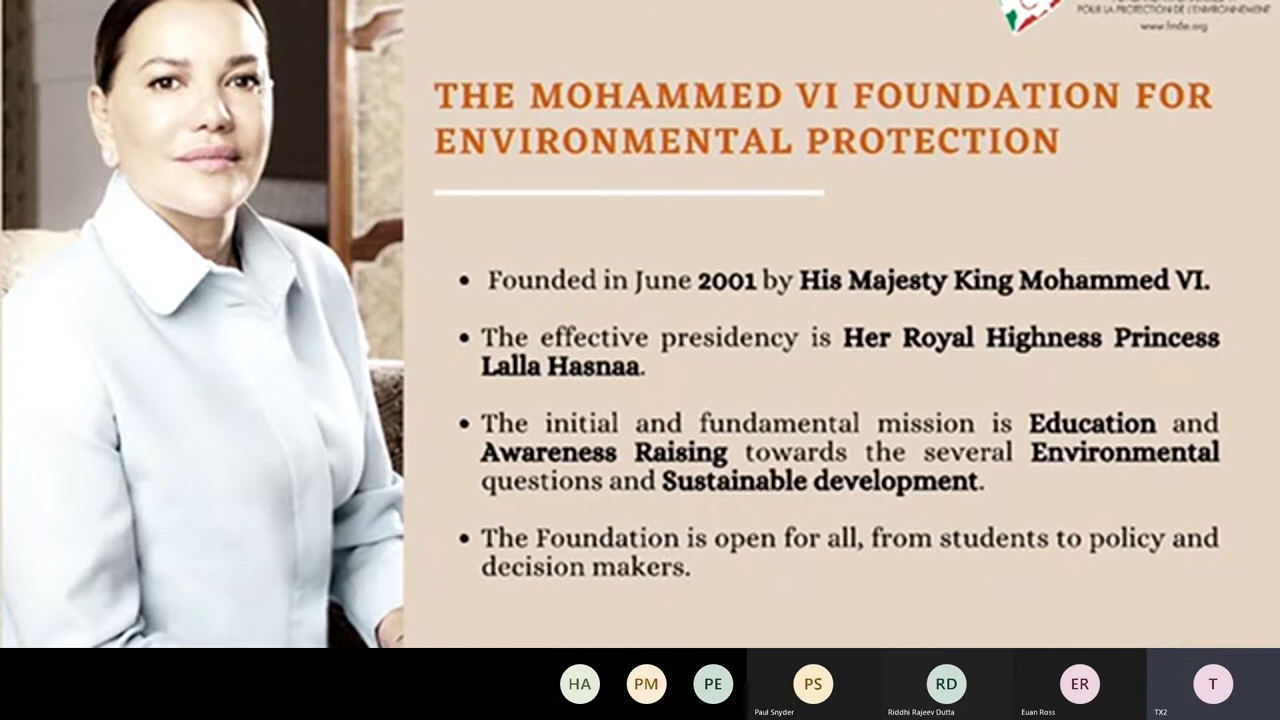 POUR LA PROTECTION DE L'ENVIRONNEMENT
www.fm6e.org
THE MOHAMMED VI FOUNDATION FOR
ENVIRONMENTAL PROTECTION
• Founded in June 2001 by His Majesty King Mohammed VI.
• The effective presidency is Her Royal Highness Princess
Lalla Hasnaa.
• The initial and fundamental mission is Education and
Awareness Raising towards the several Environmental
questions and Sustainable development.
• The Foundation is open for all, from students to policy and
decision makers.
HA
PM
PE
PS
RD
ER
T
Paul Snyder
Riddhi Rajeev Dutta
Euan Ross
TX2